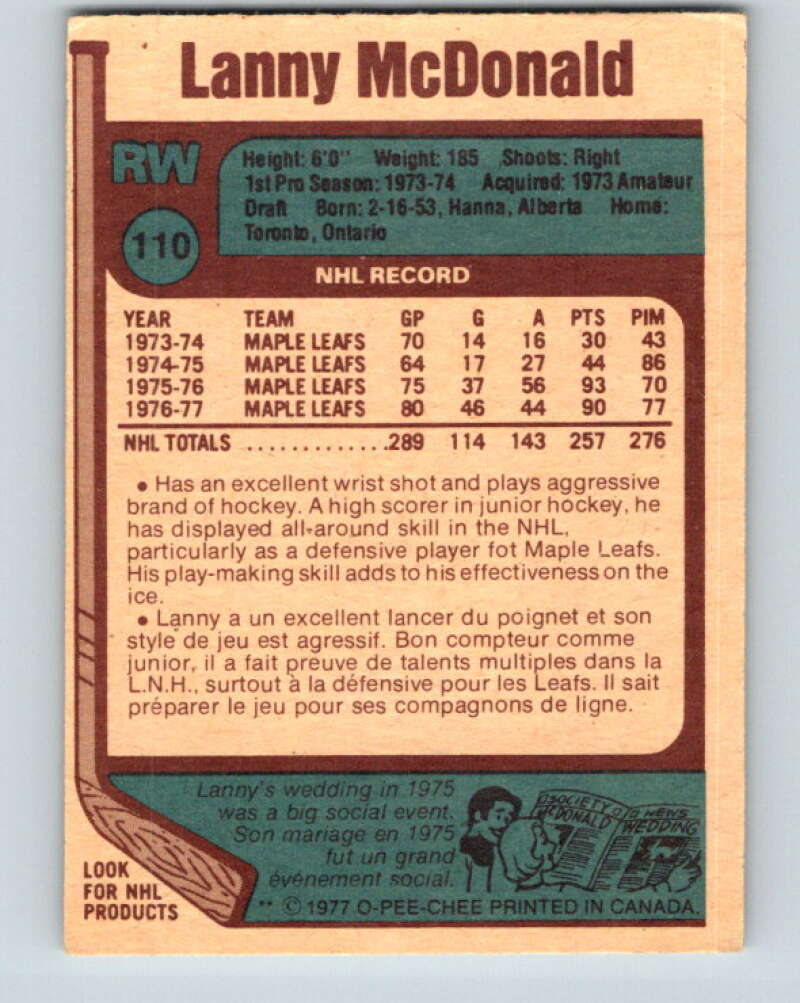 Lanny McDonald
RW
110
Height: 6'0" Weight: 185 Shoots: Right
1st Pro Season: 1973-74 Acquired: 1973 Amateur
Draft Born: 2-16-53, Hanna, Alberta Home:
Toronto, Ontario
NHL RECORD
YEAR TEAM GP G A PTS PIM
1973-74 MAPLE LEAFS 70 14 16 30 43
1974-75 MAPLE LEAFS 64 17 27 44 86
1975-76 MAPLE LEAFS 75 37 56 93 70
1976-77 MAPLE LEAFS 80 46 44 90 77
NHL TOTALS .............289 114 143 257 276
• Has an excellent wrist shot and plays aggressive
brand of hockey. A high scorer in junior hockey, he
has displayed all-around skill in the NHL,
particularly as a defensive player fot Maple Leafs.
His play-making skill adds to his effectiveness on the
ice.
• Lanny a un excellent lancer du poignet et son
style de jeu est agressif. Bon compteur comme
junior, il a fait preuve de talents multiples dans la
L.N.H., surtout à la défensive pour les Leafs. Il sait
préparer le jeu pour ses compagnons de ligne.
Lanny's wedding in 1975
was a big social event.
Son mariage en 1975
fut un grand
événement social.
SOCIETY
MCDONALD
WEDDING
LOOK
FOR NHL
PRODUCTS
** © 1977 O-PEE-CHEE PRINTED IN CANADA.